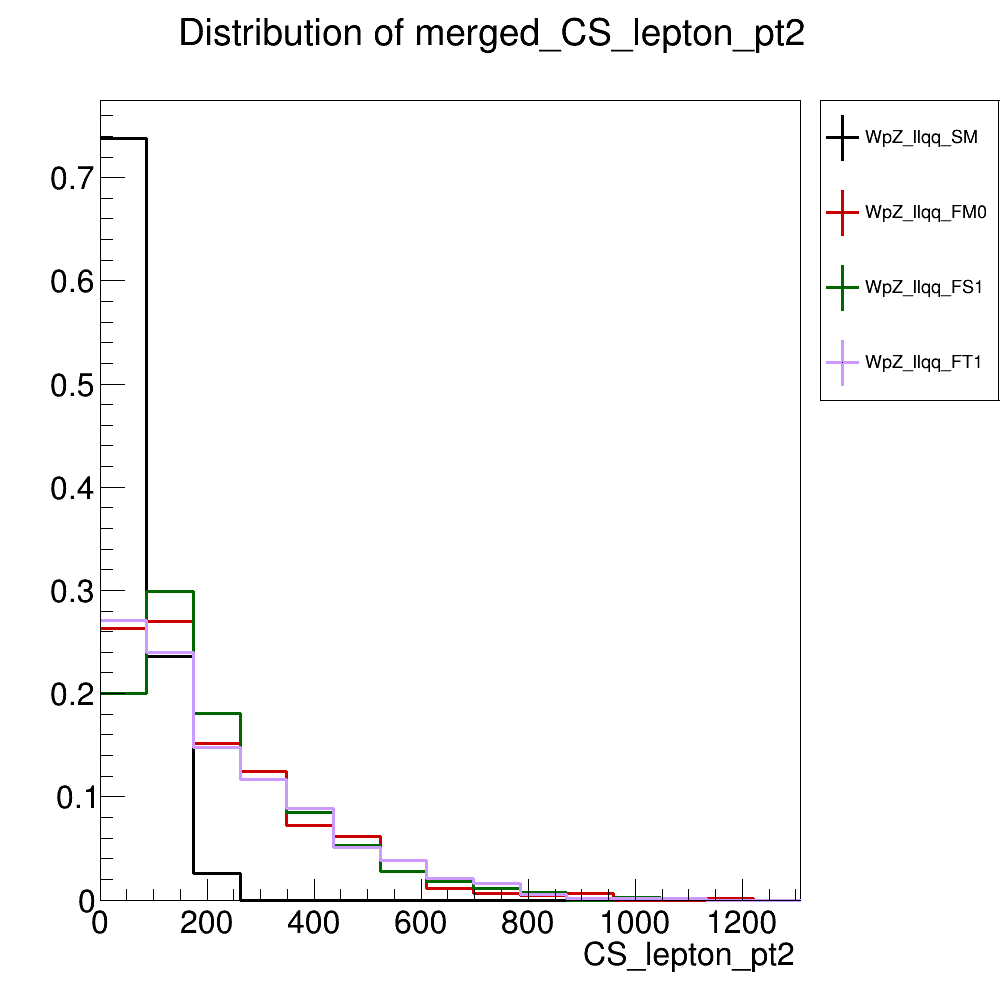 Distribution of merged_CS_lepton_pt2
WpZ_llqq_SM
WpZ_llqq_FM0
WpZ_llqq_FS1
WpZ_llqq_FT1
0.7
0.6
0.5
0.4
0.3
0.2
0.1
0
0 200 400 600 800 1000 1200
CS_lepton_pt2